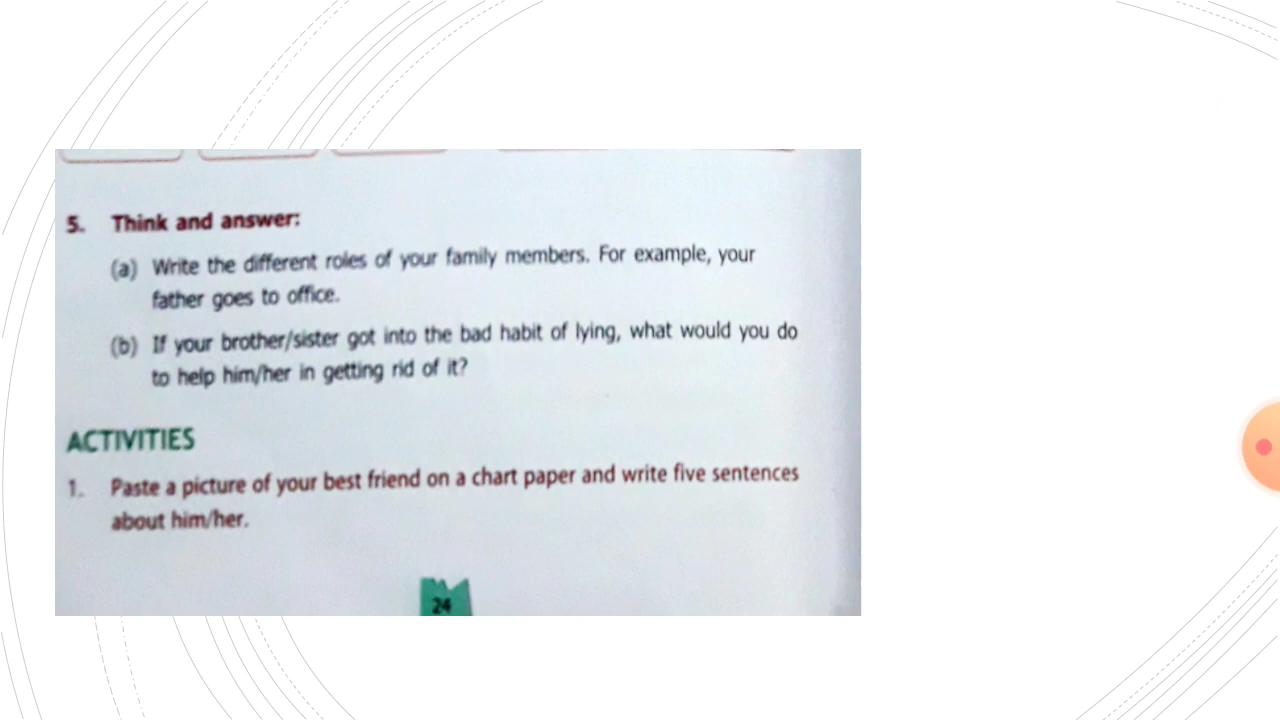 5. Think and answer:
(a) Write the different roles of your family members. For example, your
father goes to office.
(b) If your brother/sister got into the bad habit of lying, what would you do
to help him/her in getting rid of it?
ACTIVITIES
1. Paste a picture of your best friend on a chart paper and write five sentences
about him/her.
24